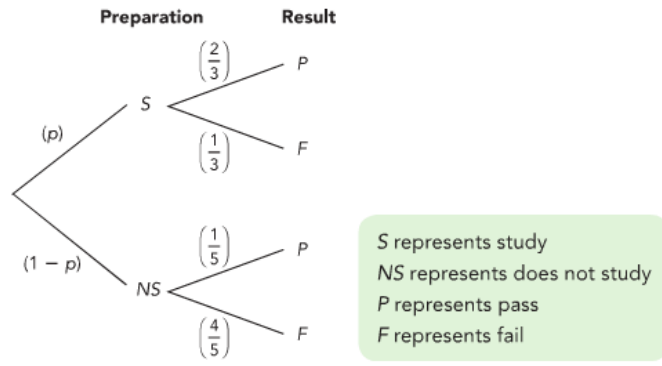 Preparation Result
(2/3)
P
S
(p)
(1/3)
F
(1/5)
P
(1 − p)
NS
(4/5)
F
S represents study
NS represents does not study
P represents pass
F represents fail